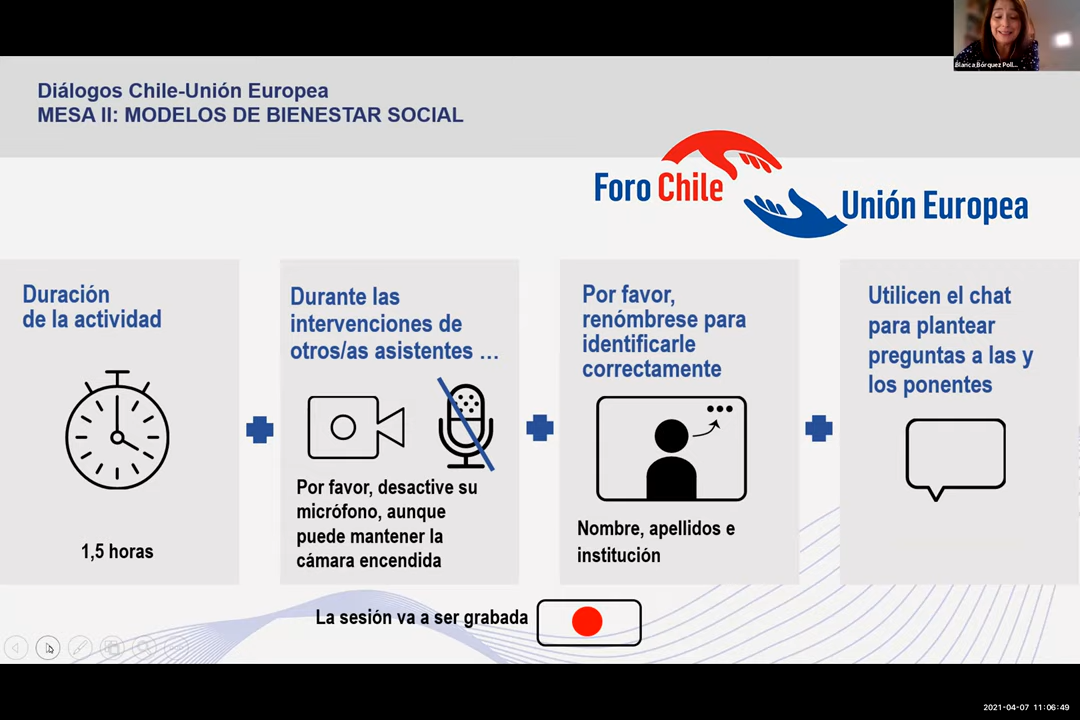 Blanca Bórquez Poll...
Diálogos Chile-Unión Europea
MESA II: MODELOS DE BIENESTAR SOCIAL
Foro Chile
Unión Europea
Duración
de la actividad
1,5 horas
Durante las
intervenciones de
otros/as asistentes …
Por favor, desactive su
micrófono, aunque
puede mantener la
cámara encendida
Por favor,
renómbrese para
identificarle
correctamente
Nombre, apellidos e
institución
Utilicen el chat
para plantear
preguntas a las y
los ponentes
La sesión va a ser grabada
2021-04-07 11:06:49